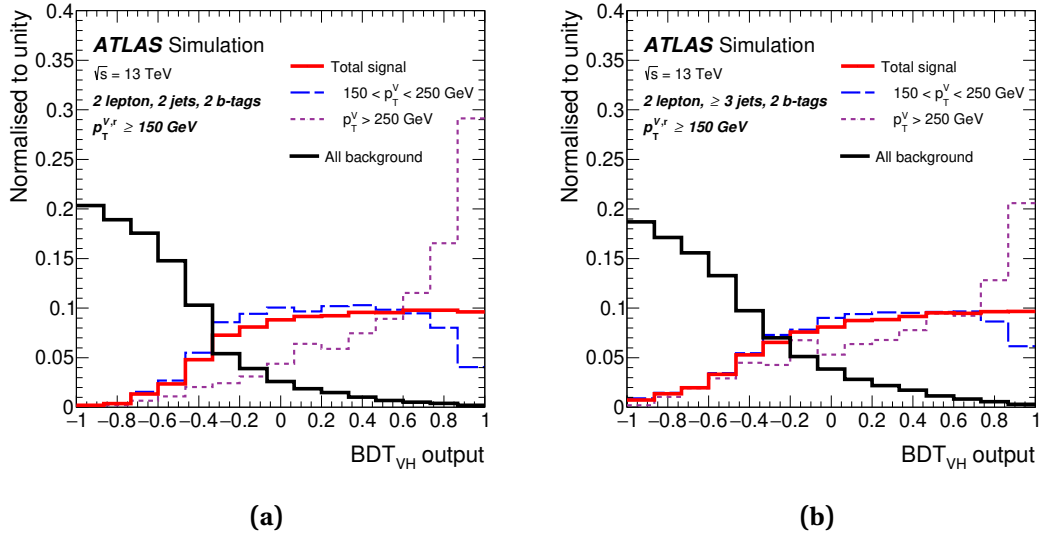 Normalised to unity
0.4
0.35
0.3
0.25
0.2
0.15
0.1
0.05
0
ATLAS Simulation
√s = 13 TeV
2 lepton, 2 jets, 2 b-tags
p_T^{V,r} ≥ 150 GeV
Total signal
150 < p_T^V < 250 GeV
p_T^V > 250 GeV
All background
−1 −0.8 −0.6 −0.4 −0.2 0 0.2 0.4 0.6 0.8 1
BDT_VH output
(a)
Normalised to unity
0.4
0.35
0.3
0.25
0.2
0.15
0.1
0.05
0
ATLAS Simulation
√s = 13 TeV
2 lepton, ≥ 3 jets, 2 b-tags
p_T^{V,r} ≥ 150 GeV
Total signal
150 < p_T^V < 250 GeV
p_T^V > 250 GeV
All background
−1 −0.8 −0.6 −0.4 −0.2 0 0.2 0.4 0.6 0.8 1
BDT_VH output
(b)